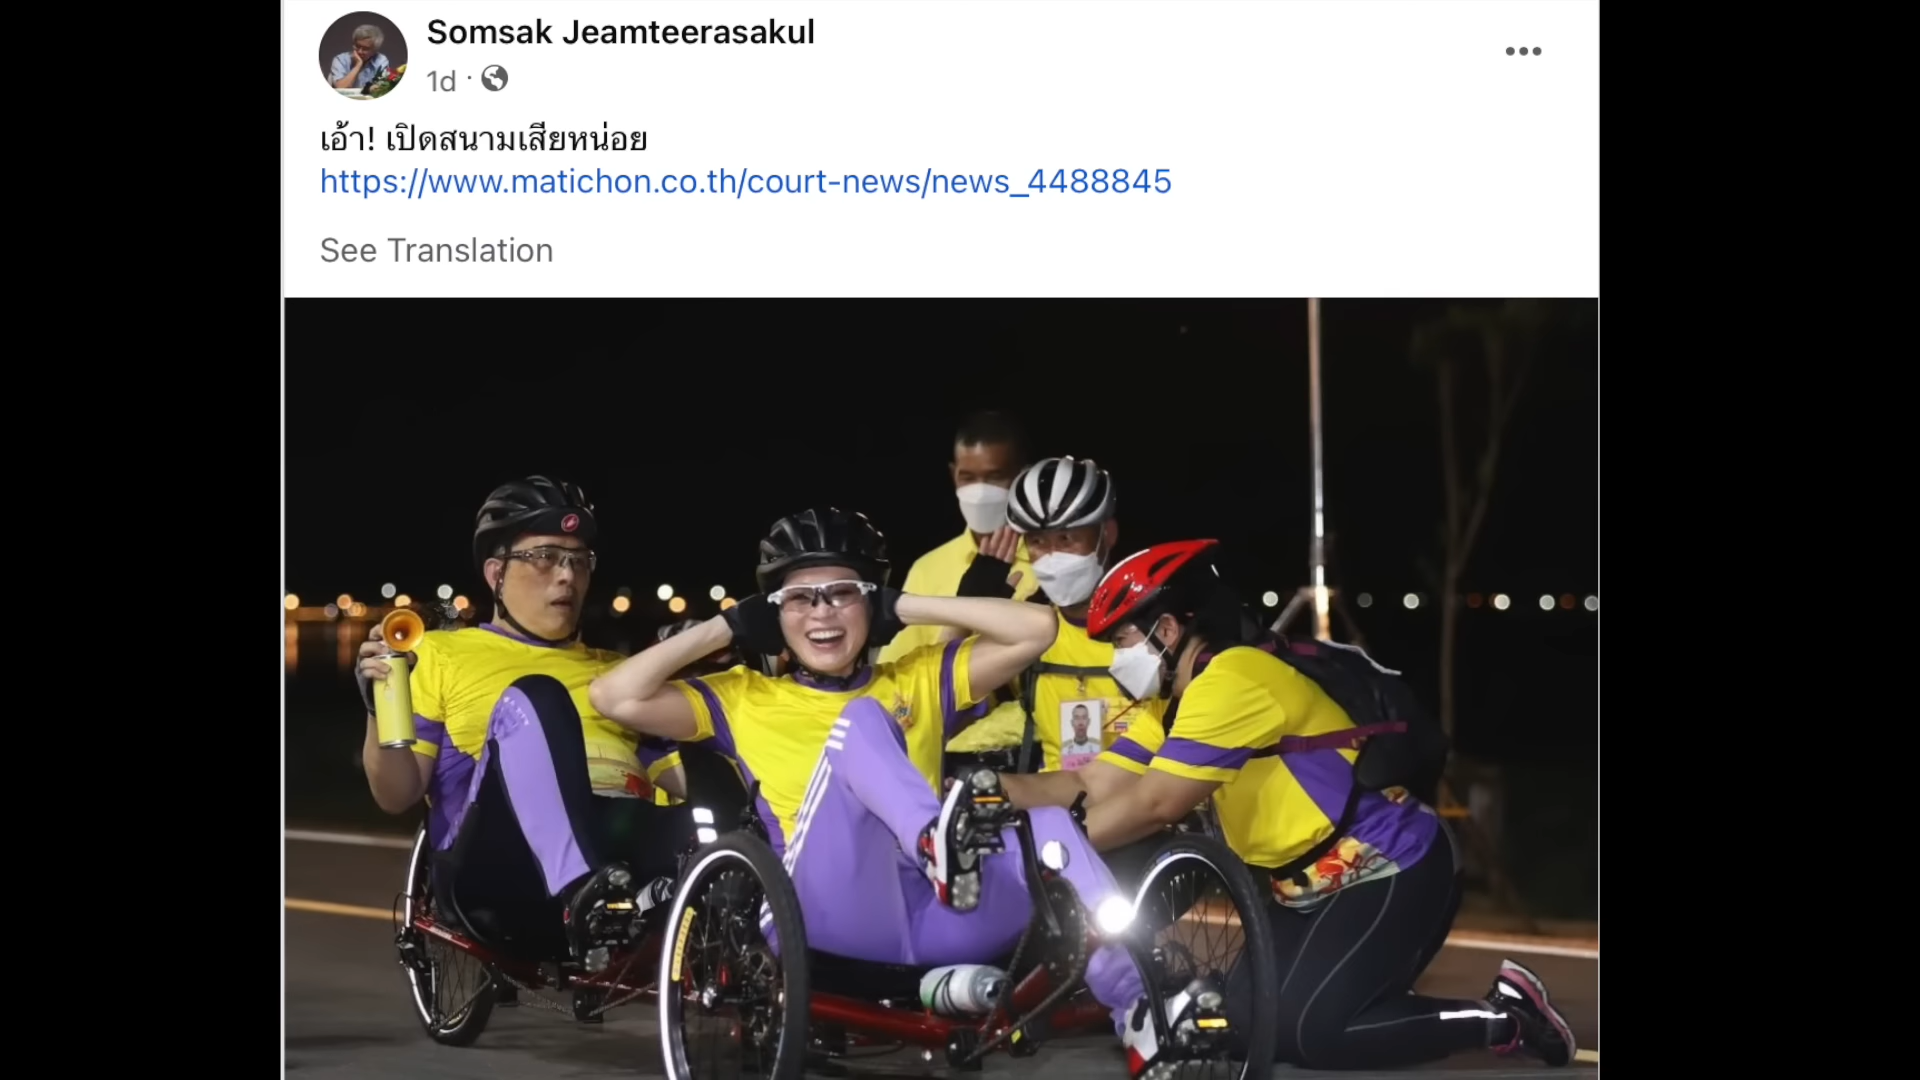 Somsak Jeamteerasakul
1d ·
เอ้า! เปิดสนามเสียหน่อย
https://www.matichon.co.th/court-news/news_4488845
See Translation